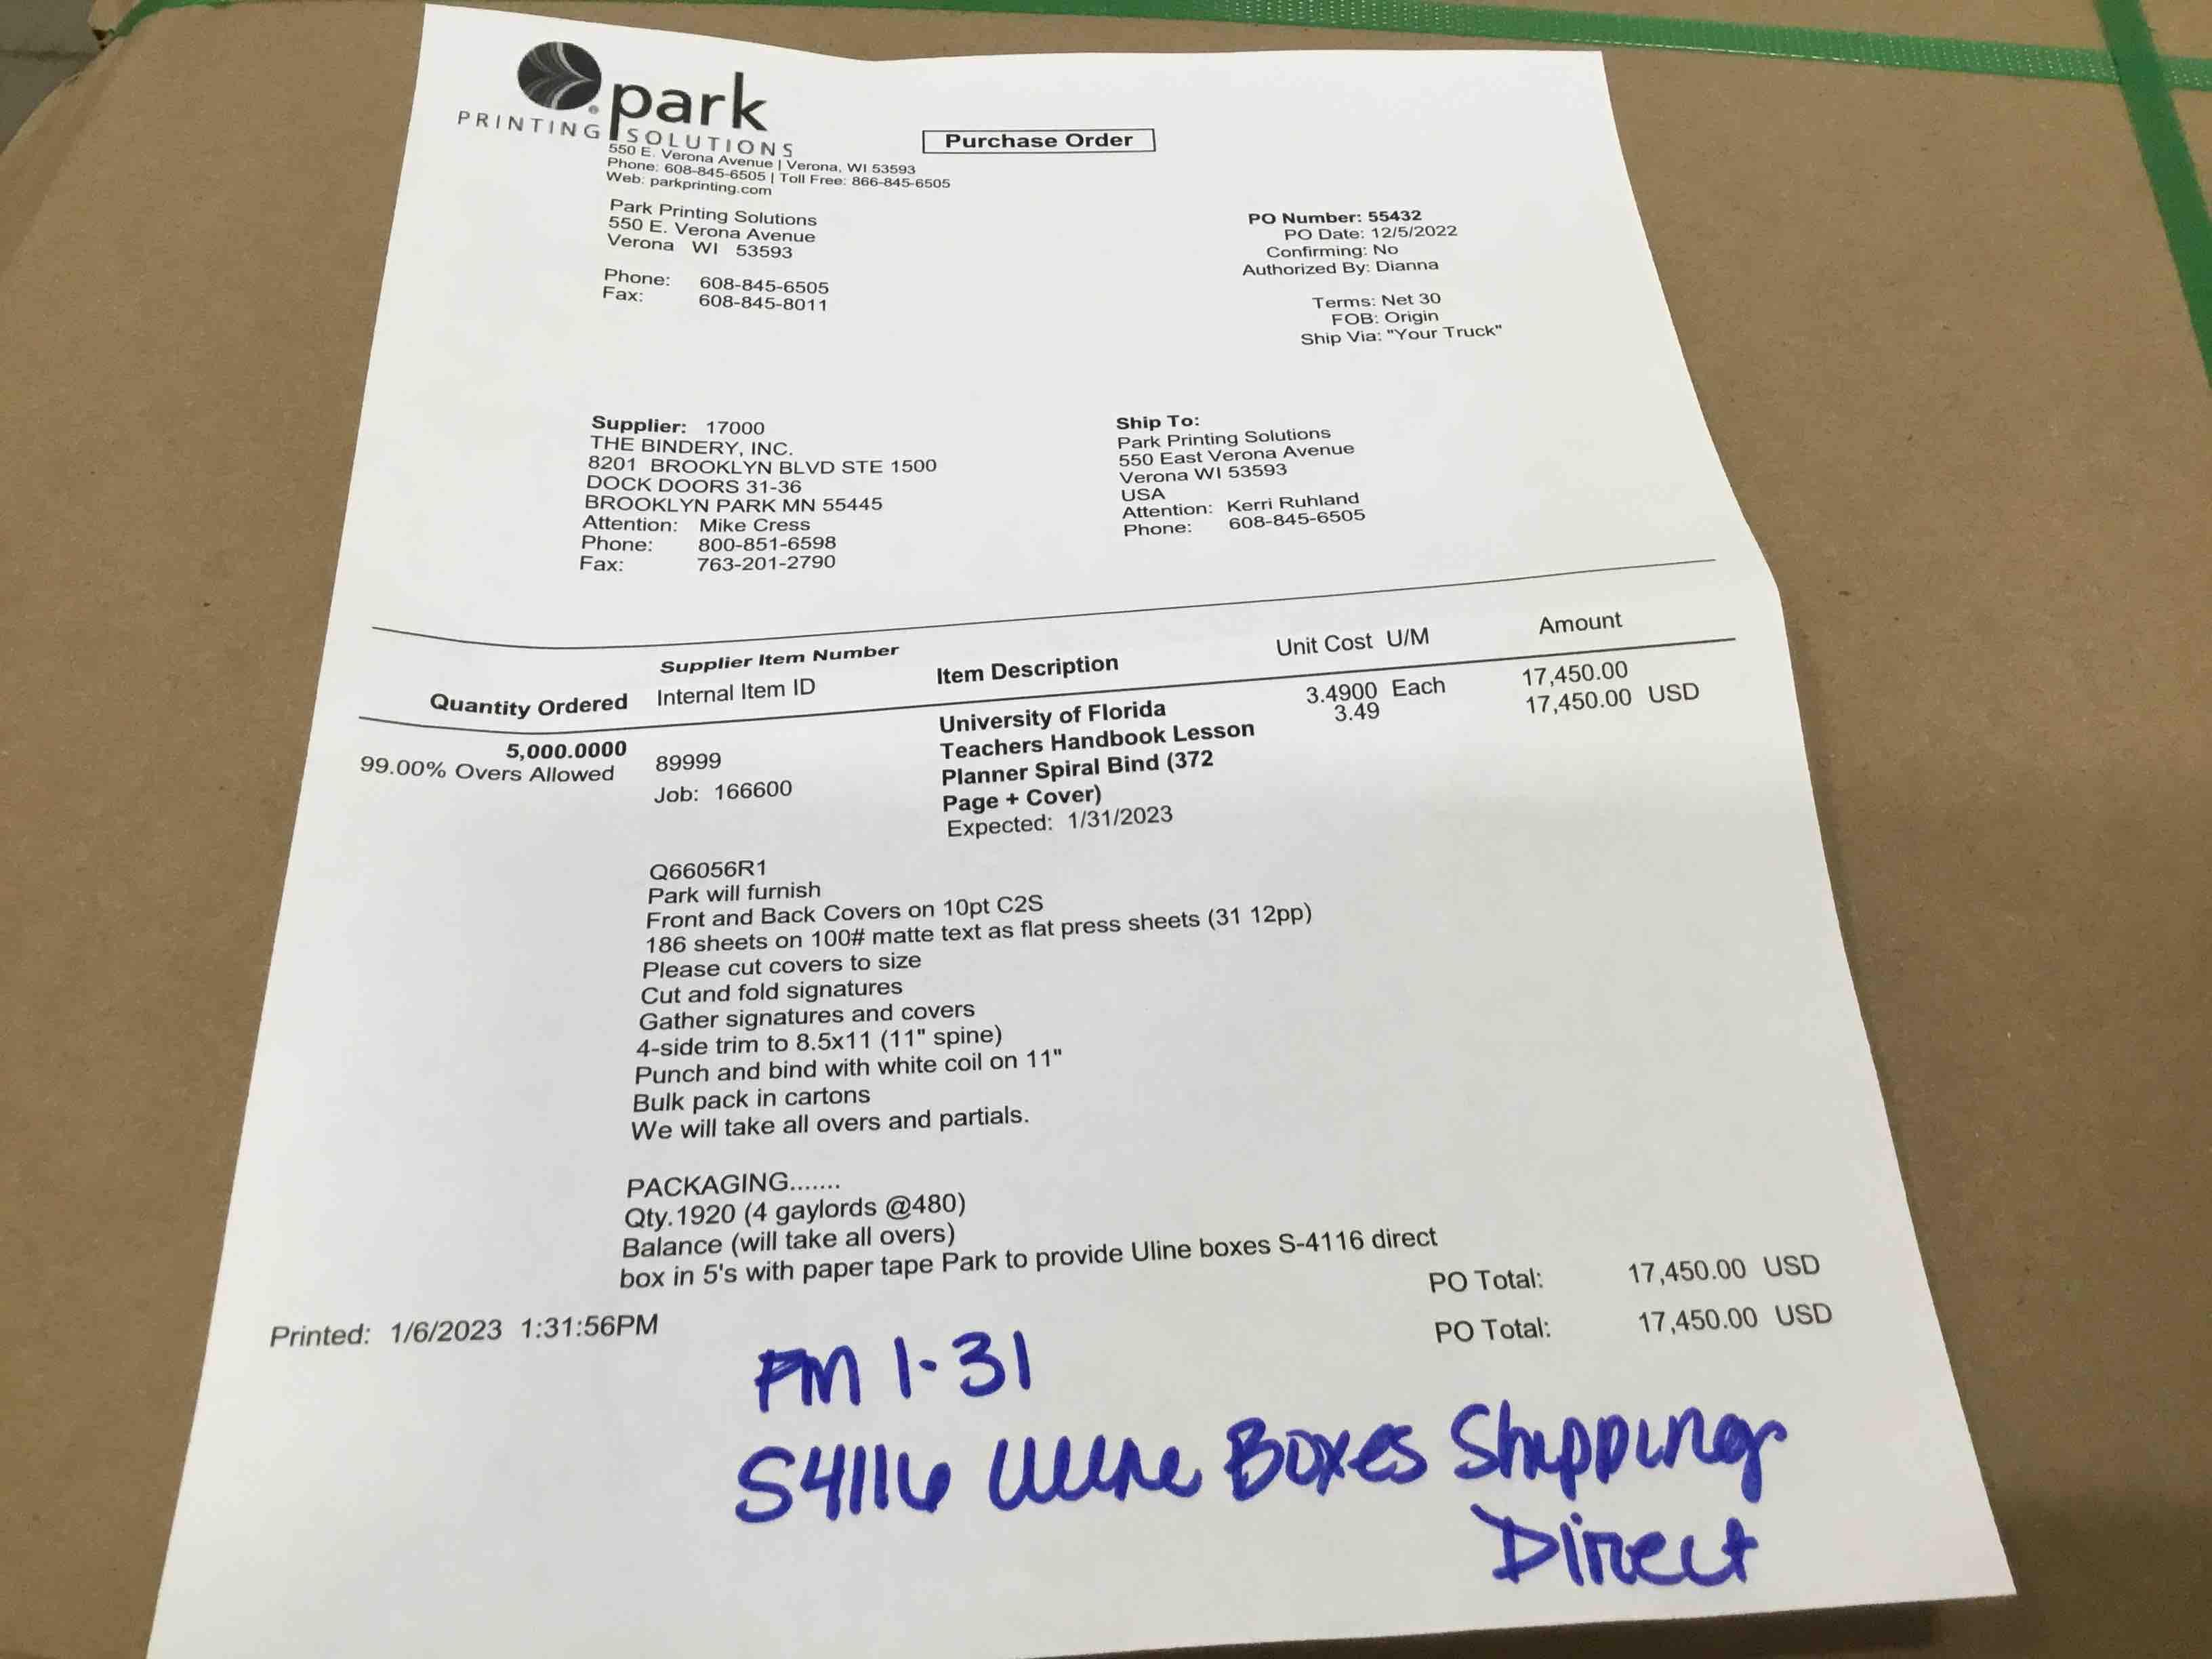 park
PRINTING SOLUTIONS
550 E. Verona Avenue | Verona, WI 53593
Phone: 608-845-6505 | Toll Free: 866-845-6505
Web: parkprinting.com
Purchase Order
Park Printing Solutions
550 E. Verona Avenue
Verona WI 53593
Phone: 608-845-6505
Fax: 608-845-8011
PO Number: 55432
PO Date: 12/5/2022
Confirming: No
Authorized By: Dianna
Terms: Net 30
FOB: Origin
Ship Via: "Your Truck"
Supplier: 17000
THE BINDERY, INC.
8201 BROOKLYN BLVD STE 1500
DOCK DOORS 31-36
BROOKLYN PARK MN 55445
Attention: Mike Cress
Phone: 800-851-6598
Fax: 763-201-2790
Ship To:
Park Printing Solutions
550 East Verona Avenue
Verona WI 53593
USA
Attention: Kerri Ruhland
Phone: 608-845-6505
Quantity Ordered
Supplier Item Number
Internal Item ID
Item Description
Unit Cost U/M
Amount
5,000.0000
99.00% Overs Allowed
89999
Job: 166600
University of Florida
Teachers Handbook Lesson
Planner Spiral Bind (372
Page + Cover)
Expected: 1/31/2023
3.4900 Each
3.49
17,450.00
17,450.00 USD
Q66056R1
Park will furnish
Front and Back Covers on 10pt C2S
186 sheets on 100# matte text as flat press sheets (31 12pp)
Please cut covers to size
Cut and fold signatures
Gather signatures and covers
4-side trim to 8.5x11 (11" spine)
Punch and bind with white coil on 11"
Bulk pack in cartons
We will take all overs and partials.
PACKAGING.......
Qty.1920 (4 gaylords @480)
Balance (will take all overs)
box in 5's with paper tape Park to provide Uline boxes S-4116 direct
PO Total: 17,450.00 USD
PO Total: 17,450.00 USD
Printed: 1/6/2023 1:31:56PM
PM 1-31
S4116 Uline Boxes Shipping
Direct